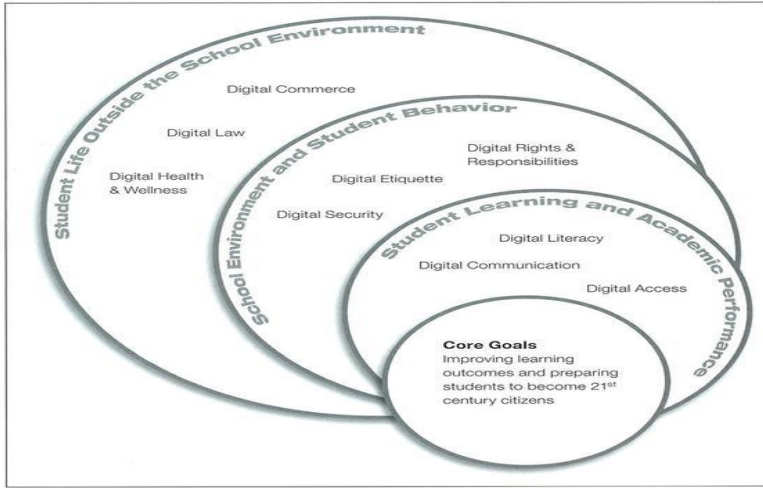 Student Life Outside the School Environment
Digital Commerce
Digital Law
Digital Health
& Wellness
School Environment and Student Behavior
Digital Rights &
Responsibilities
Digital Etiquette
Digital Security
Student Learning and Academic Performance
Digital Literacy
Digital Communication
Digital Access
Core Goals
Improving learning
outcomes and preparing
students to become 21st
century citizens